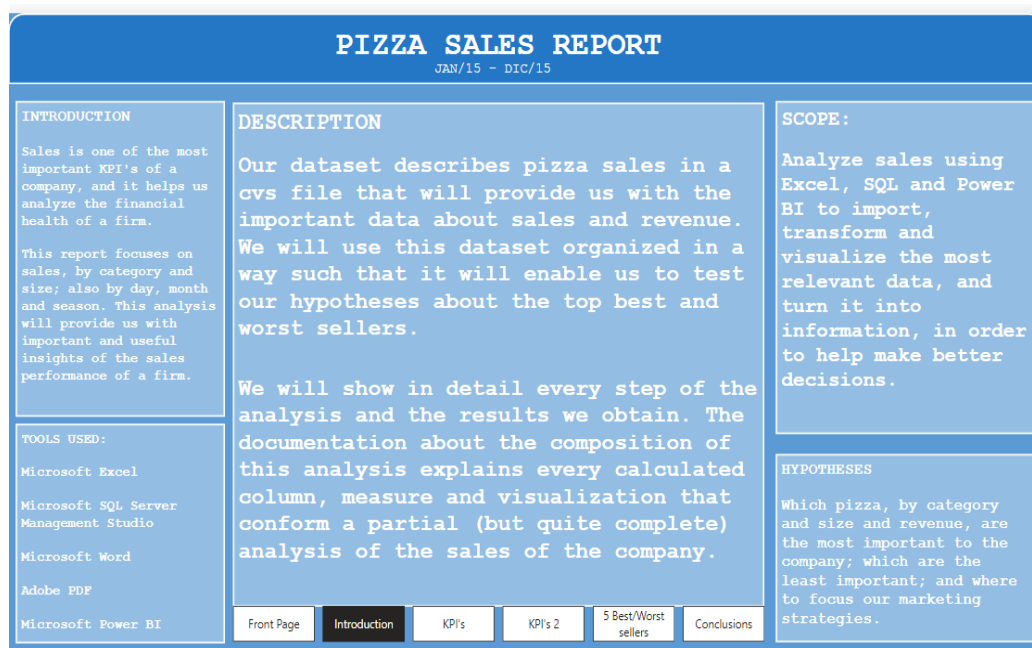 PIZZA SALES REPORT
JAN/15 - DIC/15
INTRODUCTION
Sales is one of the most
important KPI's of a
company, and it helps us
analyze the financial
health of a firm.
This report focuses on
sales, by category and
size; also by day, month
and season. This analysis
will provide us with
important and useful
insights of the sales
performance of a firm.
TOOLS USED:
Microsoft Excel
Microsoft SQL Server
Management Studio
Microsoft Word
Adobe PDF
Microsoft Power BI
DESCRIPTION
Our dataset describes pizza sales in a
cvs file that will provide us with the
important data about sales and revenue.
We will use this dataset organized in a
way such that it will enable us to test
our hypotheses about the top best and
worst sellers.
We will show in detail every step of the
analysis and the results we obtain. The
documentation about the composition of
this analysis explains every calculated
column, measure and visualization that
conform a partial (but quite complete)
analysis of the sales of the company.
SCOPE:
Analyze sales using
Excel, SQL and Power
BI to import,
transform and
visualize the most
relevant data, and
turn it into
information, in order
to help make better
decisions.
HYPOTHESES
Which pizza, by category
and size and revenue, are
the most important to the
company; which are the
least important; and where
to focus our marketing
strategies.
Front Page
Introduction
KPI's
KPI's 2
5 Best/Worst
sellers
Conclusions